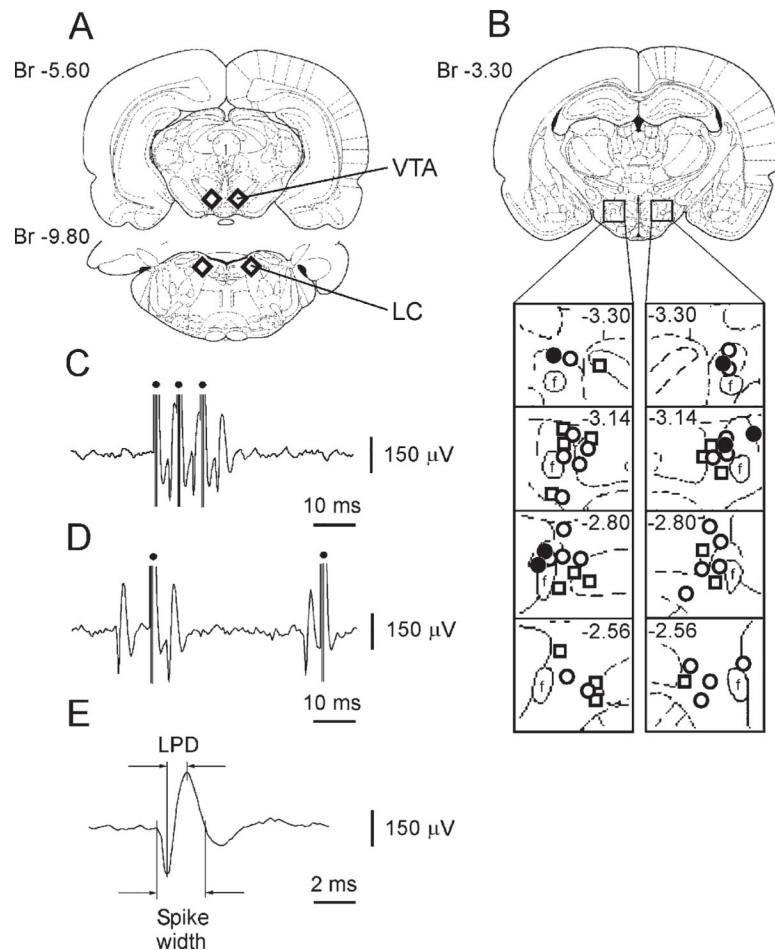 A
Br -5.60
VTA
Br -9.80
LC
B
Br -3.30
-3.30
-3.30
f
f
-3.14
-3.14
f
f
-2.80
-2.80
f
f
-2.56
-2.56
f
f
C
150 µV
10 ms
D
150 µV
10 ms
E
LPD
150 µV
2 ms
Spike
width